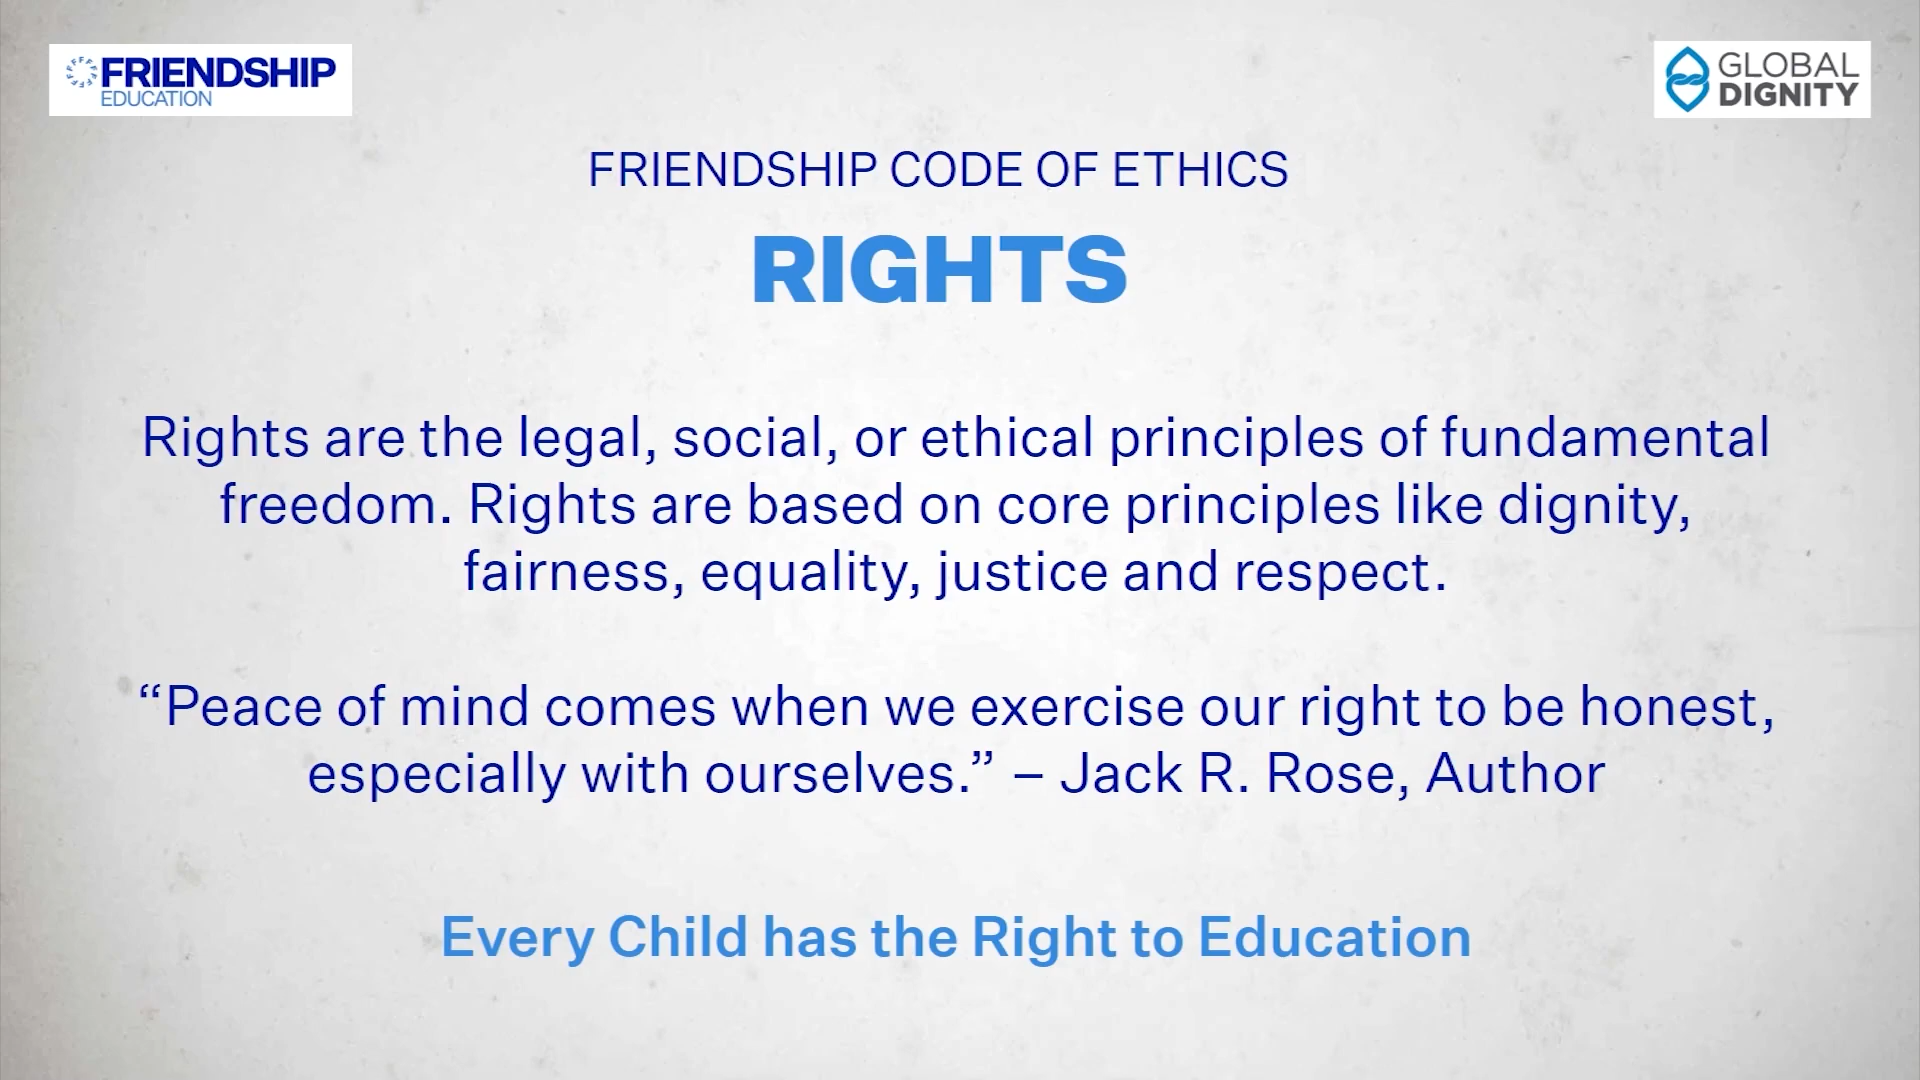 FRIENDSHIP
EDUCATION
GLOBAL
DIGNITY
FRIENDSHIP CODE OF ETHICS
RIGHTS
Rights are the legal, social, or ethical principles of fundamental
freedom. Rights are based on core principles like dignity,
fairness, equality, justice and respect.
“Peace of mind comes when we exercise our right to be honest,
especially with ourselves.” – Jack R. Rose, Author
Every Child has the Right to Education